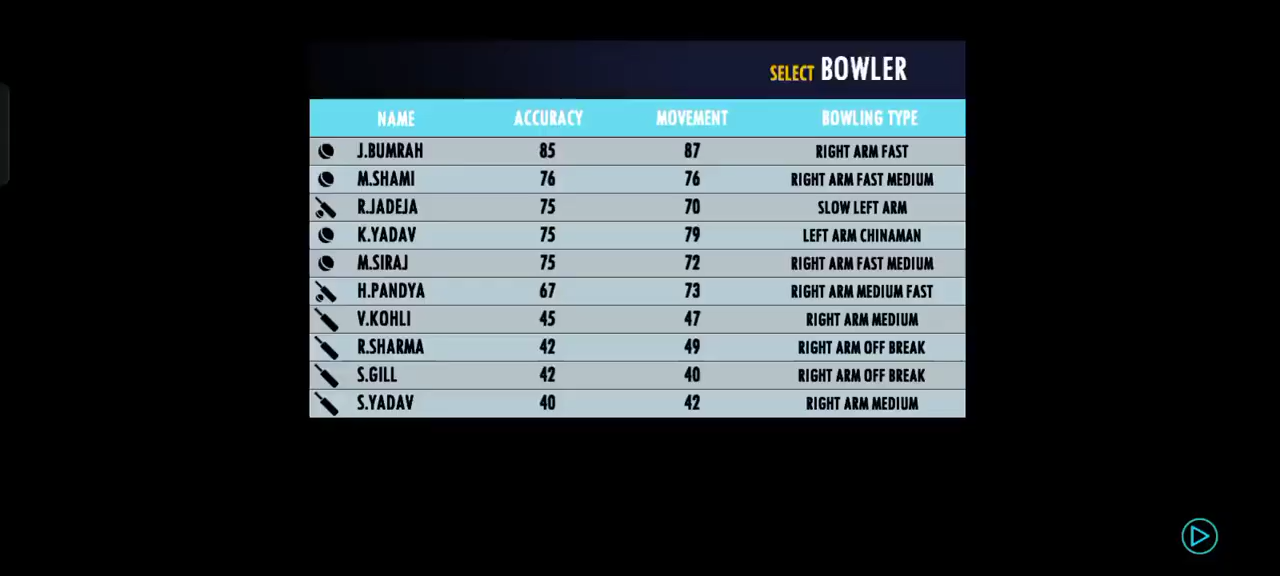 SELECT BOWLER
NAME ACCURACY MOVEMENT BOWLING TYPE
J.BUMRAH 85 87 RIGHT ARM FAST
M.SHAMI 76 76 RIGHT ARM FAST MEDIUM
R.JADEJA 75 70 SLOW LEFT ARM
K.YADAV 75 79 LEFT ARM CHINAMAN
M.SIRAJ 75 72 RIGHT ARM FAST MEDIUM
H.PANDYA 67 73 RIGHT ARM MEDIUM FAST
V.KOHLI 45 47 RIGHT ARM MEDIUM
R.SHARMA 42 49 RIGHT ARM OFF BREAK
S.GILL 42 40 RIGHT ARM OFF BREAK
S.YADAV 40 42 RIGHT ARM MEDIUM